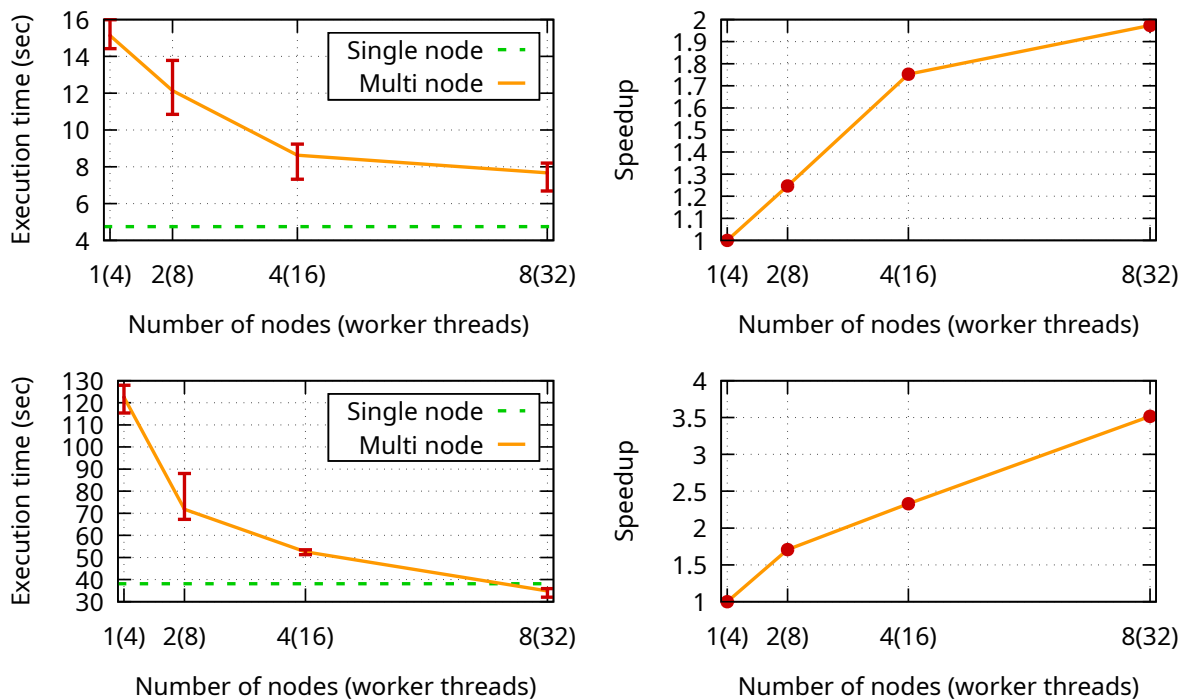 Execution time (sec)
16
14
12
10
8
6
4
Single node
Multi node
1(4) 2(8) 4(16) 8(32)
Number of nodes (worker threads)
Speedup
2
1.9
1.8
1.7
1.6
1.5
1.4
1.3
1.2
1.1
1
1(4) 2(8) 4(16) 8(32)
Number of nodes (worker threads)
Execution time (sec)
130
120
110
100
90
80
70
60
50
40
30
Single node
Multi node
1(4) 2(8) 4(16) 8(32)
Number of nodes (worker threads)
Speedup
4
3.5
3
2.5
2
1.5
1
1(4) 2(8) 4(16) 8(32)
Number of nodes (worker threads)